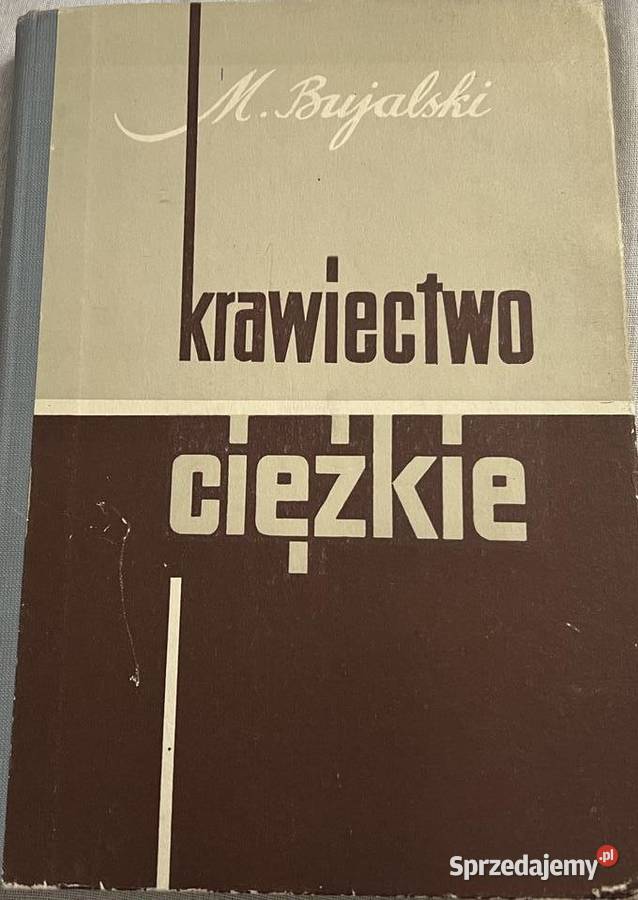 M. Bujalski
krawiectwo
ciężkie
Sprzedajemy.pl